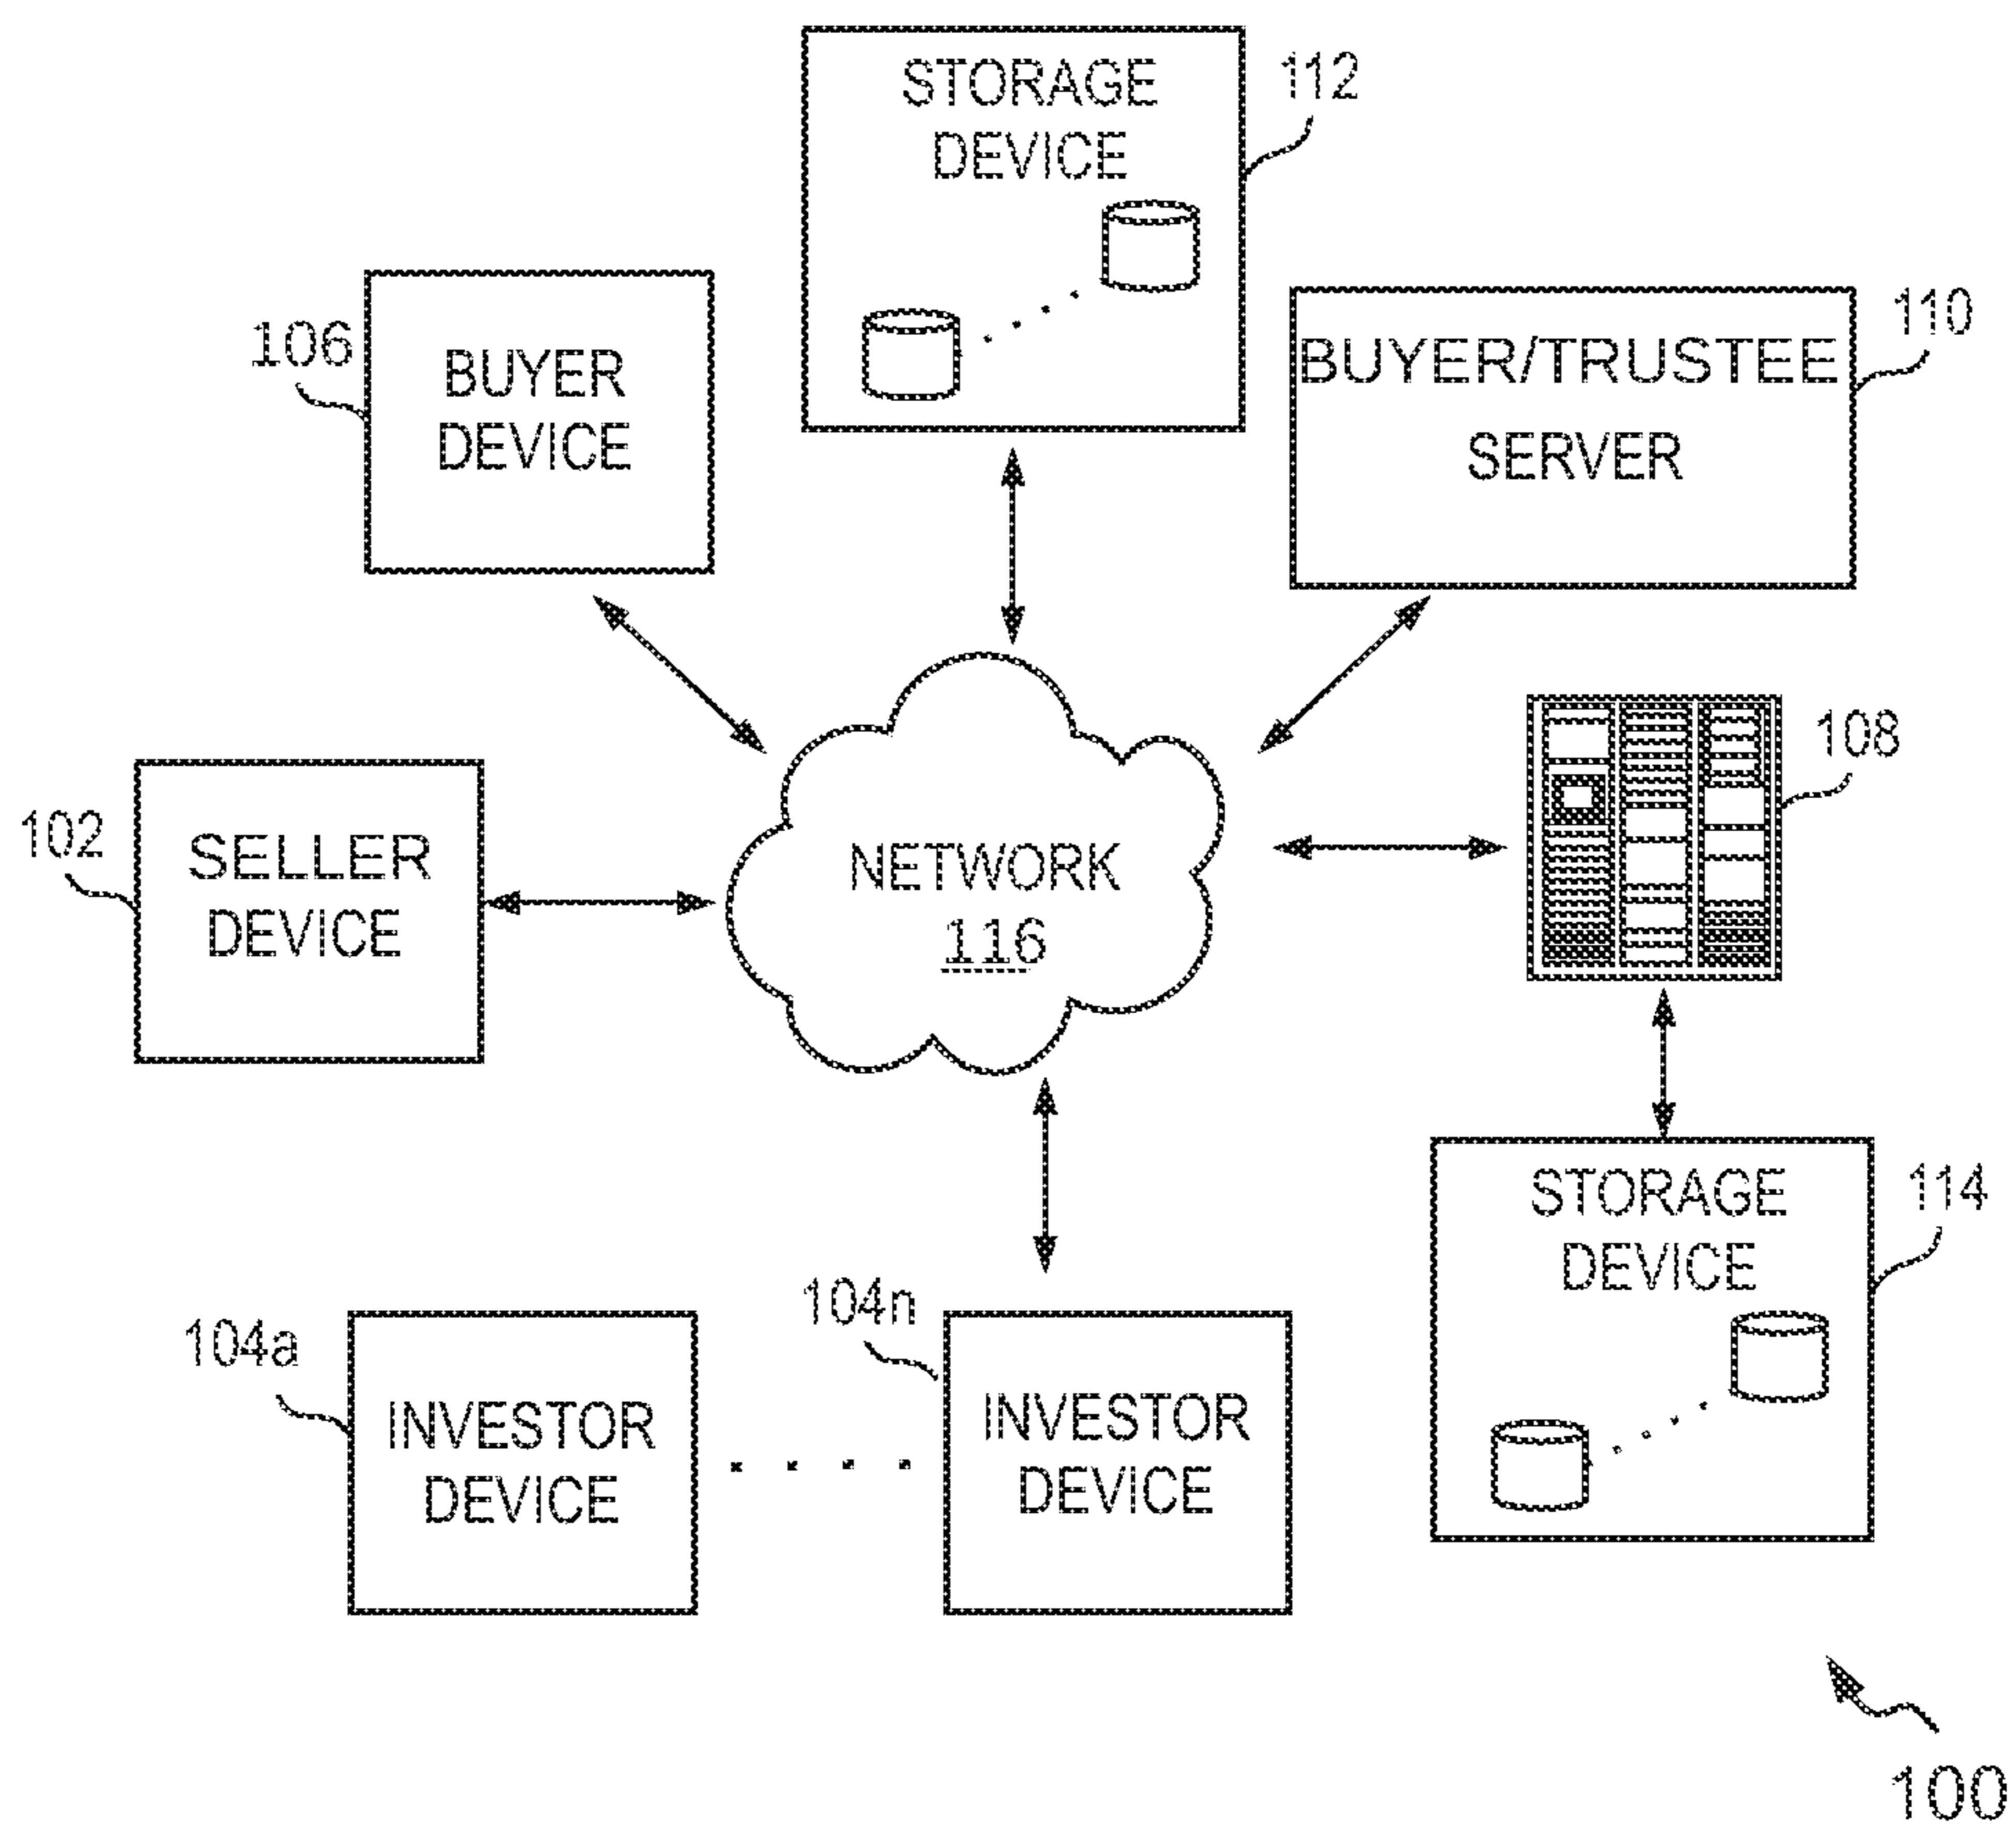 STORAGE
DEVICE
112
106
BUYER
DEVICE
110
BUYER/TRUSTEE
SERVER
108
102
SELLER
DEVICE
NETWORK
116
114
STORAGE
DEVICE
104a
INVESTOR
DEVICE
104n
INVESTOR
DEVICE
100